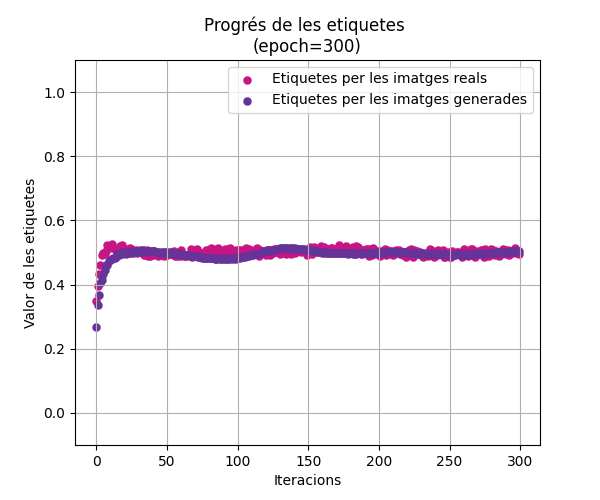 Progrés de les etiquetes
(epoch=300)
Etiquetes per les imatges reals
Etiquetes per les imatges generades
Valor de les etiquetes
1.0
0.8
0.6
0.4
0.2
0.0
0 50 100 150 200 250 300
Iteracions